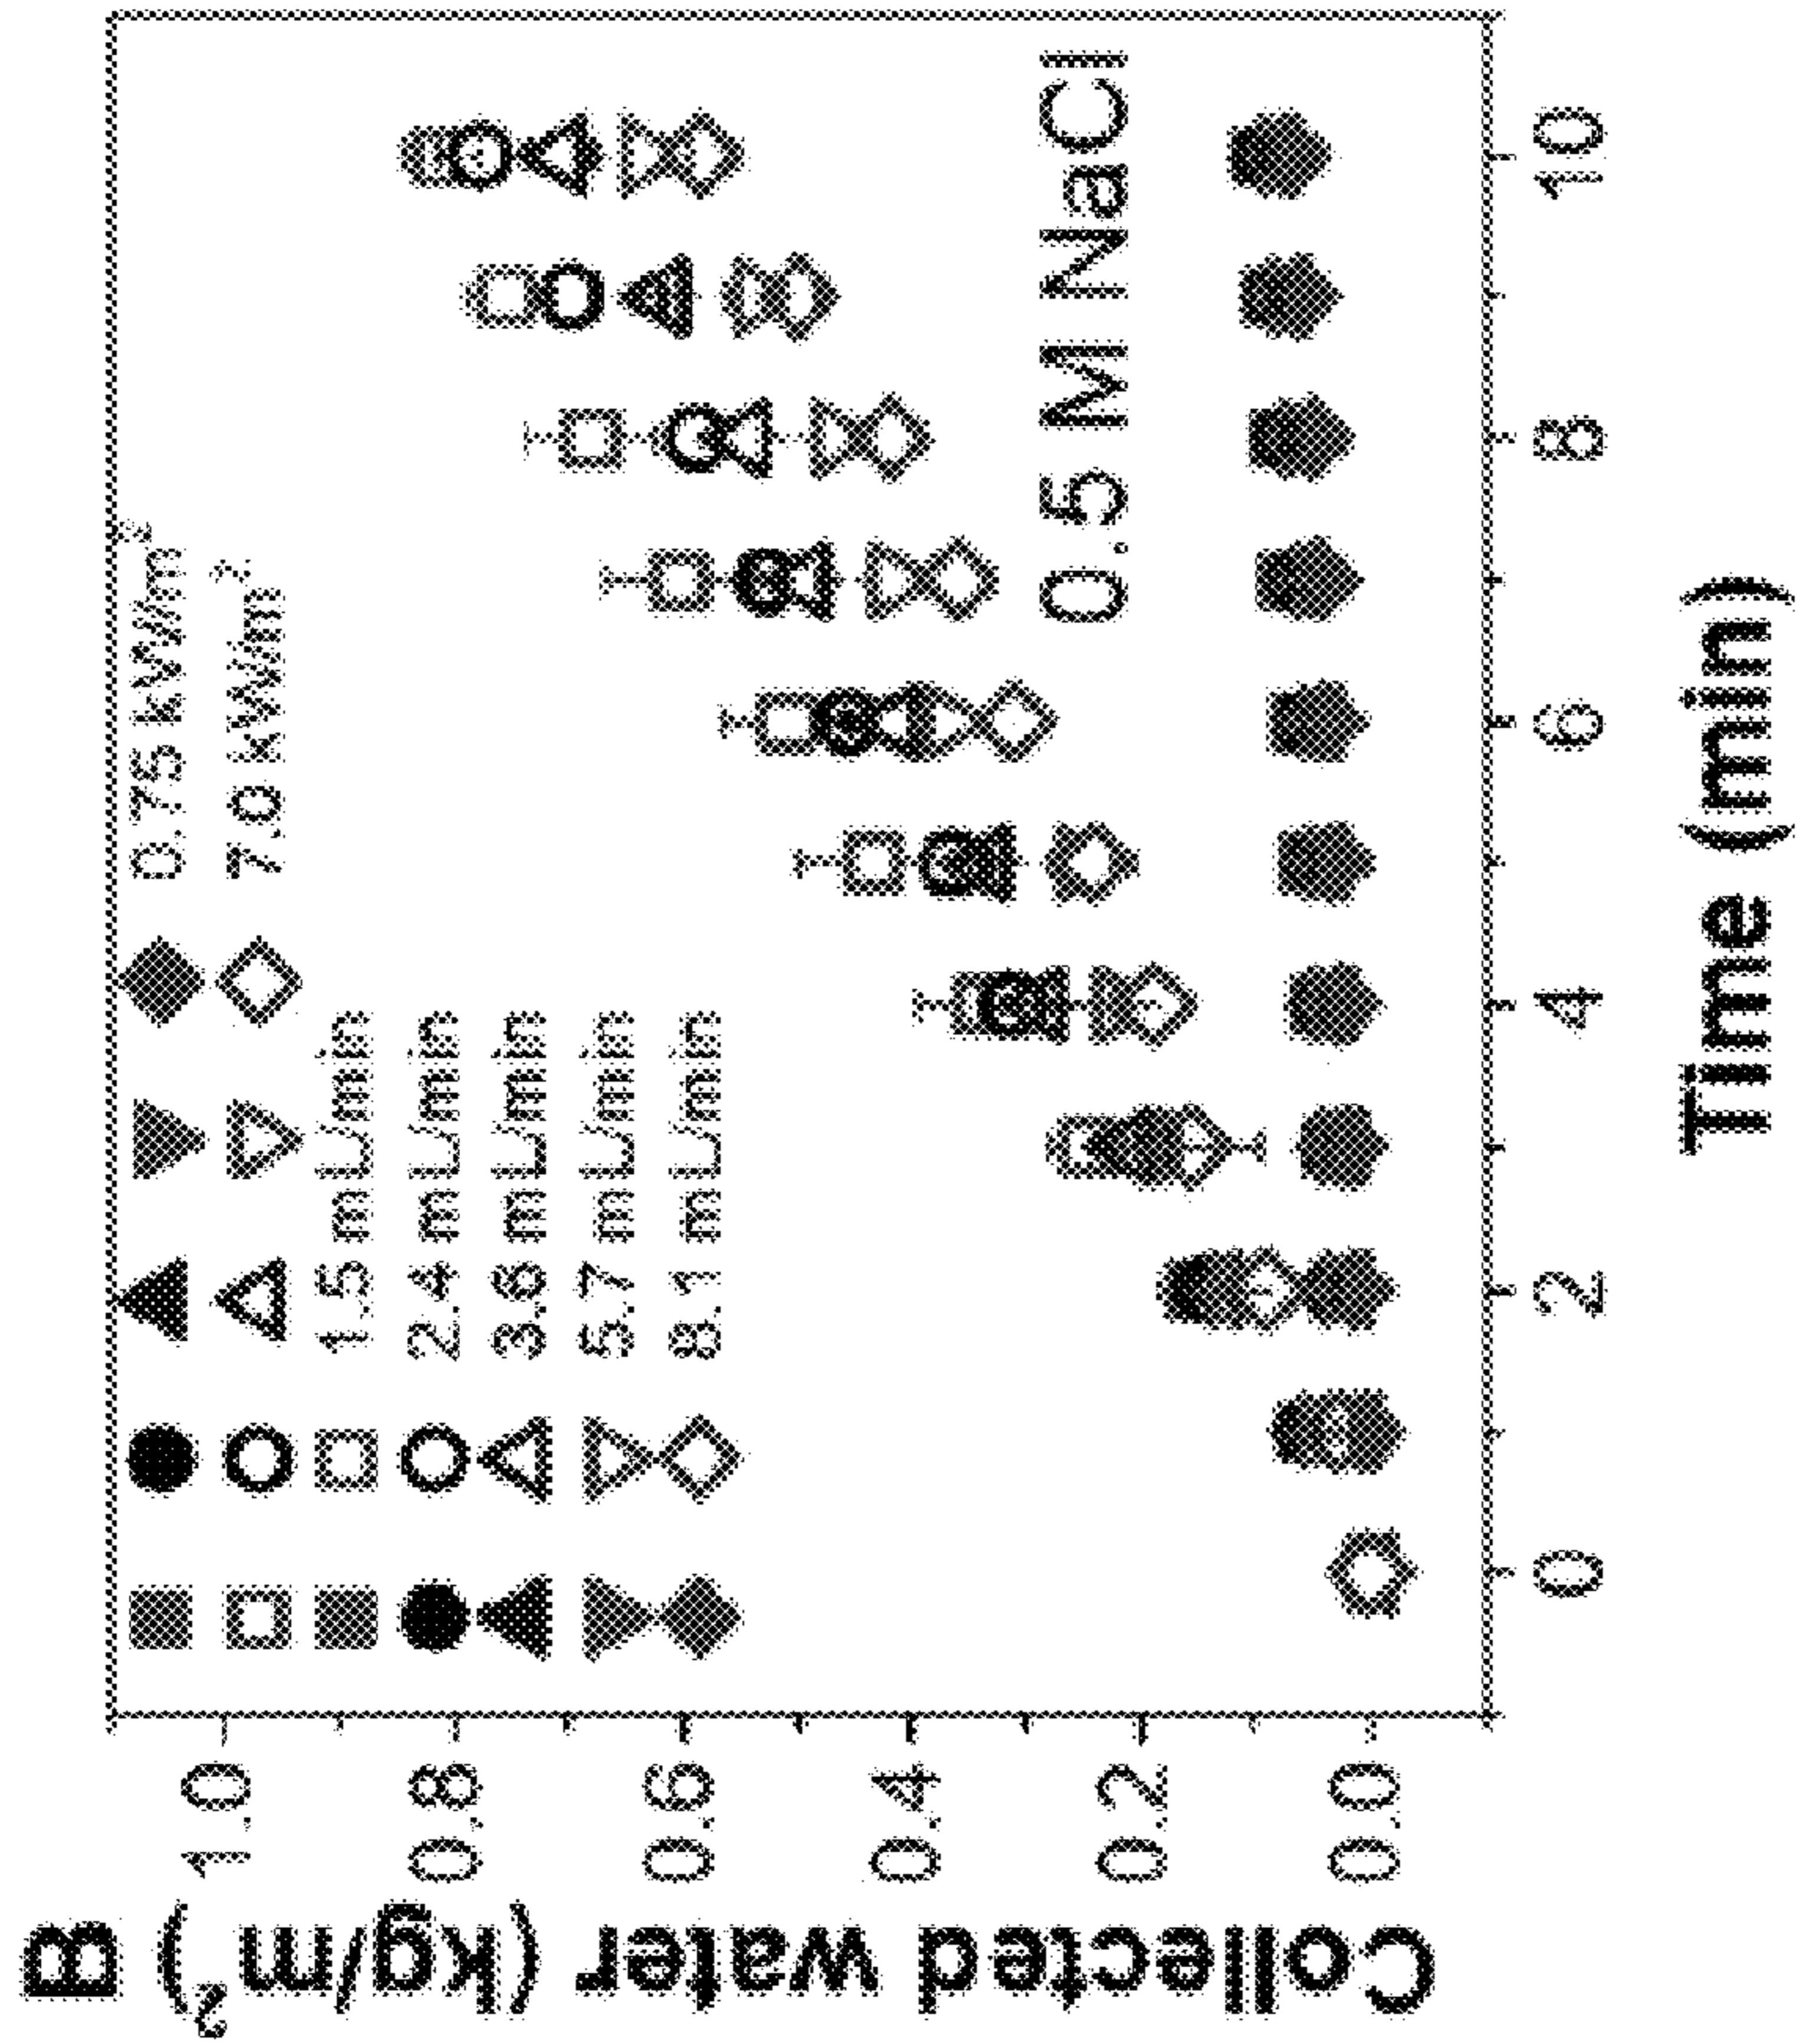 B
0.75 kW/m²
7.0 kW/m²
1.5 mL/min
2.4 mL/min
3.6 mL/min
5.7 mL/min
8.1 mL/min
0.5 M NaCl
Collected water (kg/m²)
1.0
0.8
0.6
0.4
0.2
0.0
0 2 4 6 8 10
Time (min)